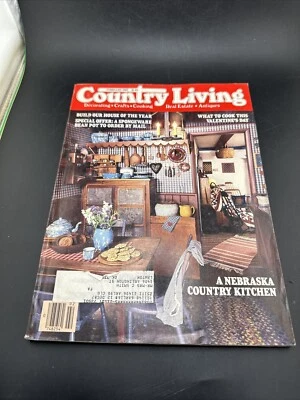 Country Living
Decorating • Crafts • Cooking Real Estate • Antiques
BUILD OUR HOUSE OF THE YEAR
SPECIAL OFFER: A SPONGEWARE
BEAN POT TO ORDER BY MAIL
WHAT TO COOK THIS
VALENTINE'S DAY
A NEBRASKA
COUNTRY KITCHEN